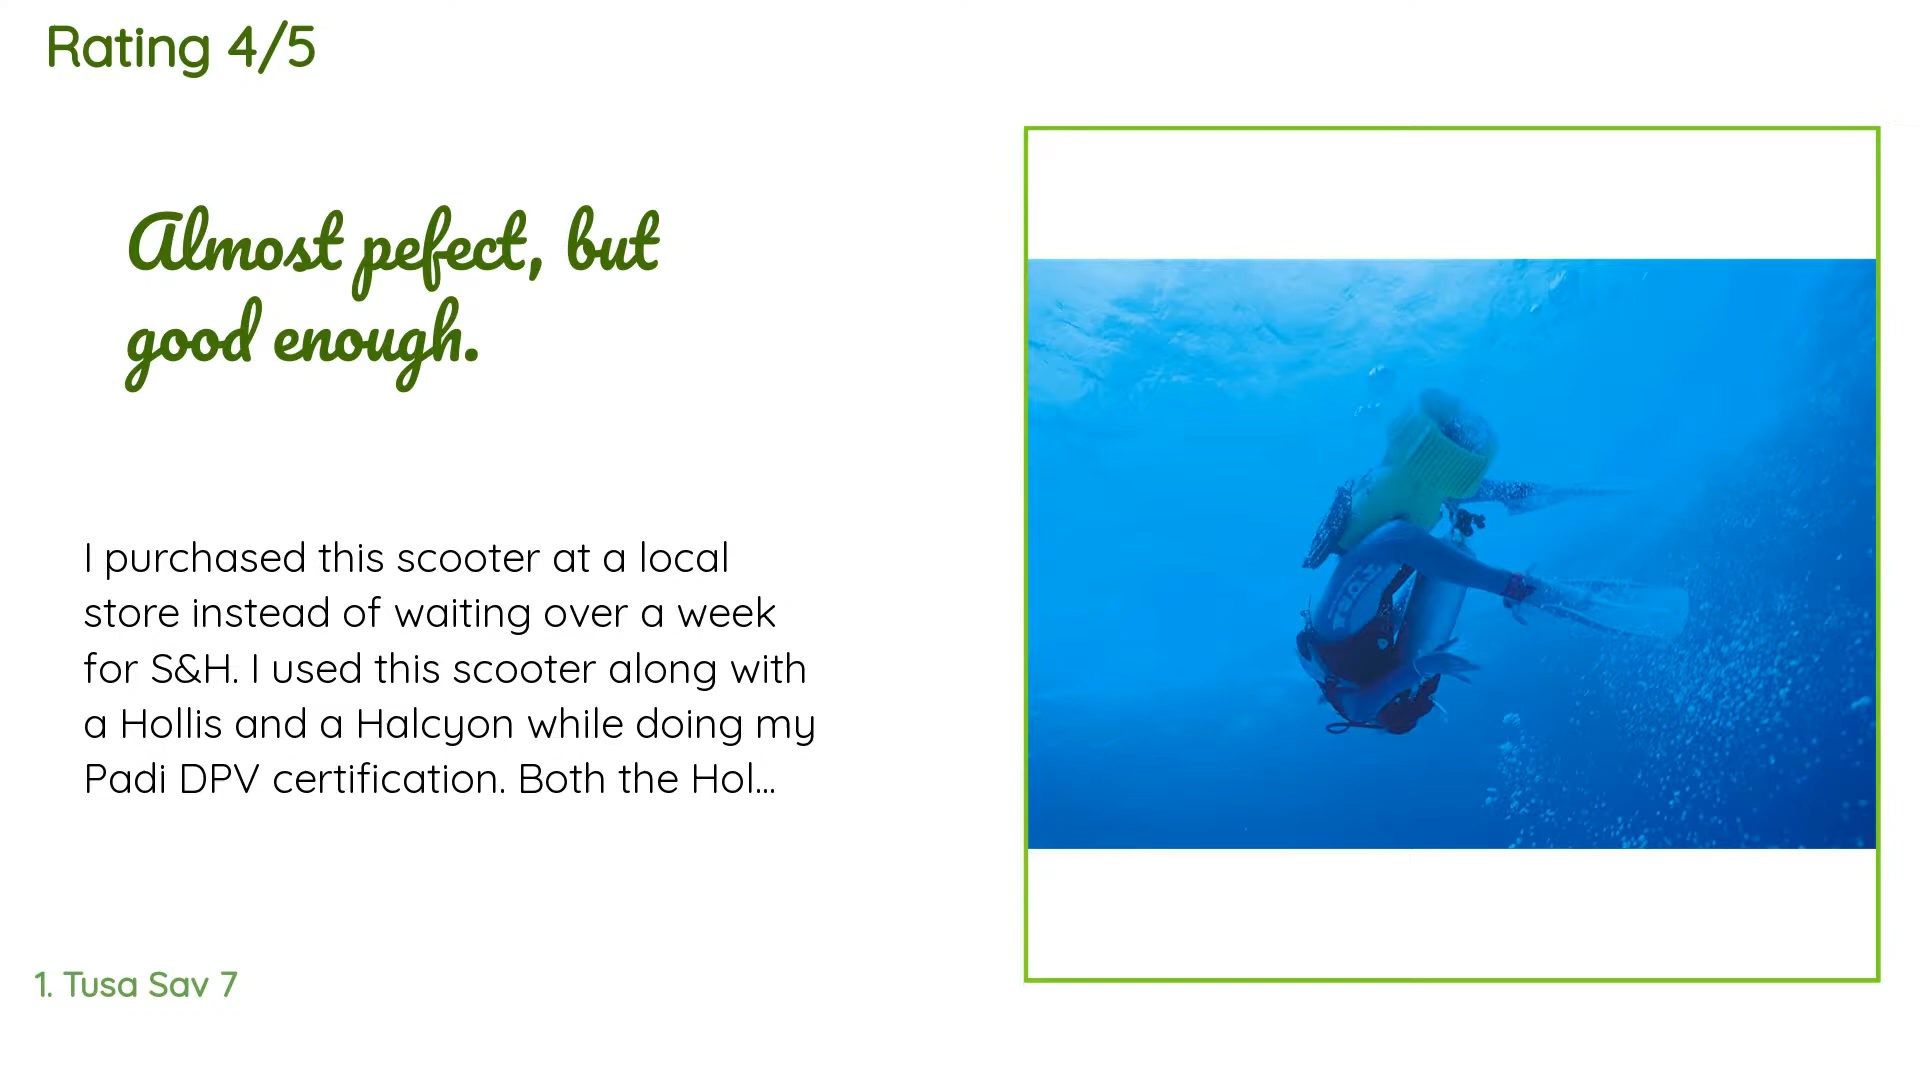 Rating 4/5
Almost pefect, but
good enough.
I purchased this scooter at a local
store instead of waiting over a week
for S&H. I used this scooter along with
a Hollis and a Halcyon while doing my
Padi DPV certification. Both the Hol...
1. Tusa Sav 7